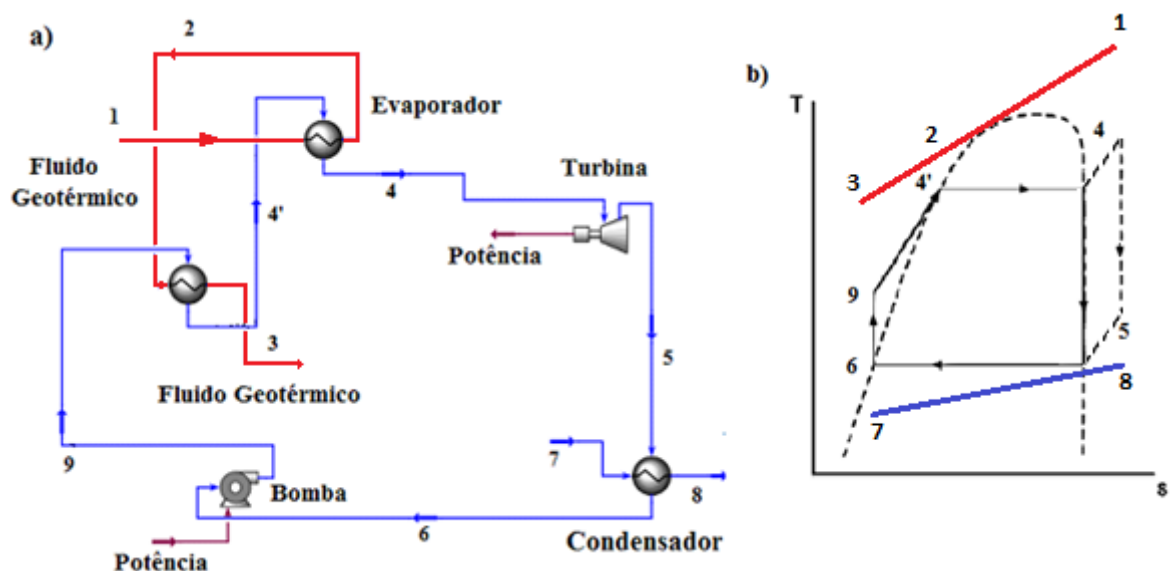 a)
2
1
Evaporador
Fluido
Geotérmico
4
Turbina
4'
Potência
3
5
Fluido Geotérmico
9
7
8
Bomba
6
Condensador
Potência
b)
1
T
4
2
3
4'
9
5
6
8
7
s